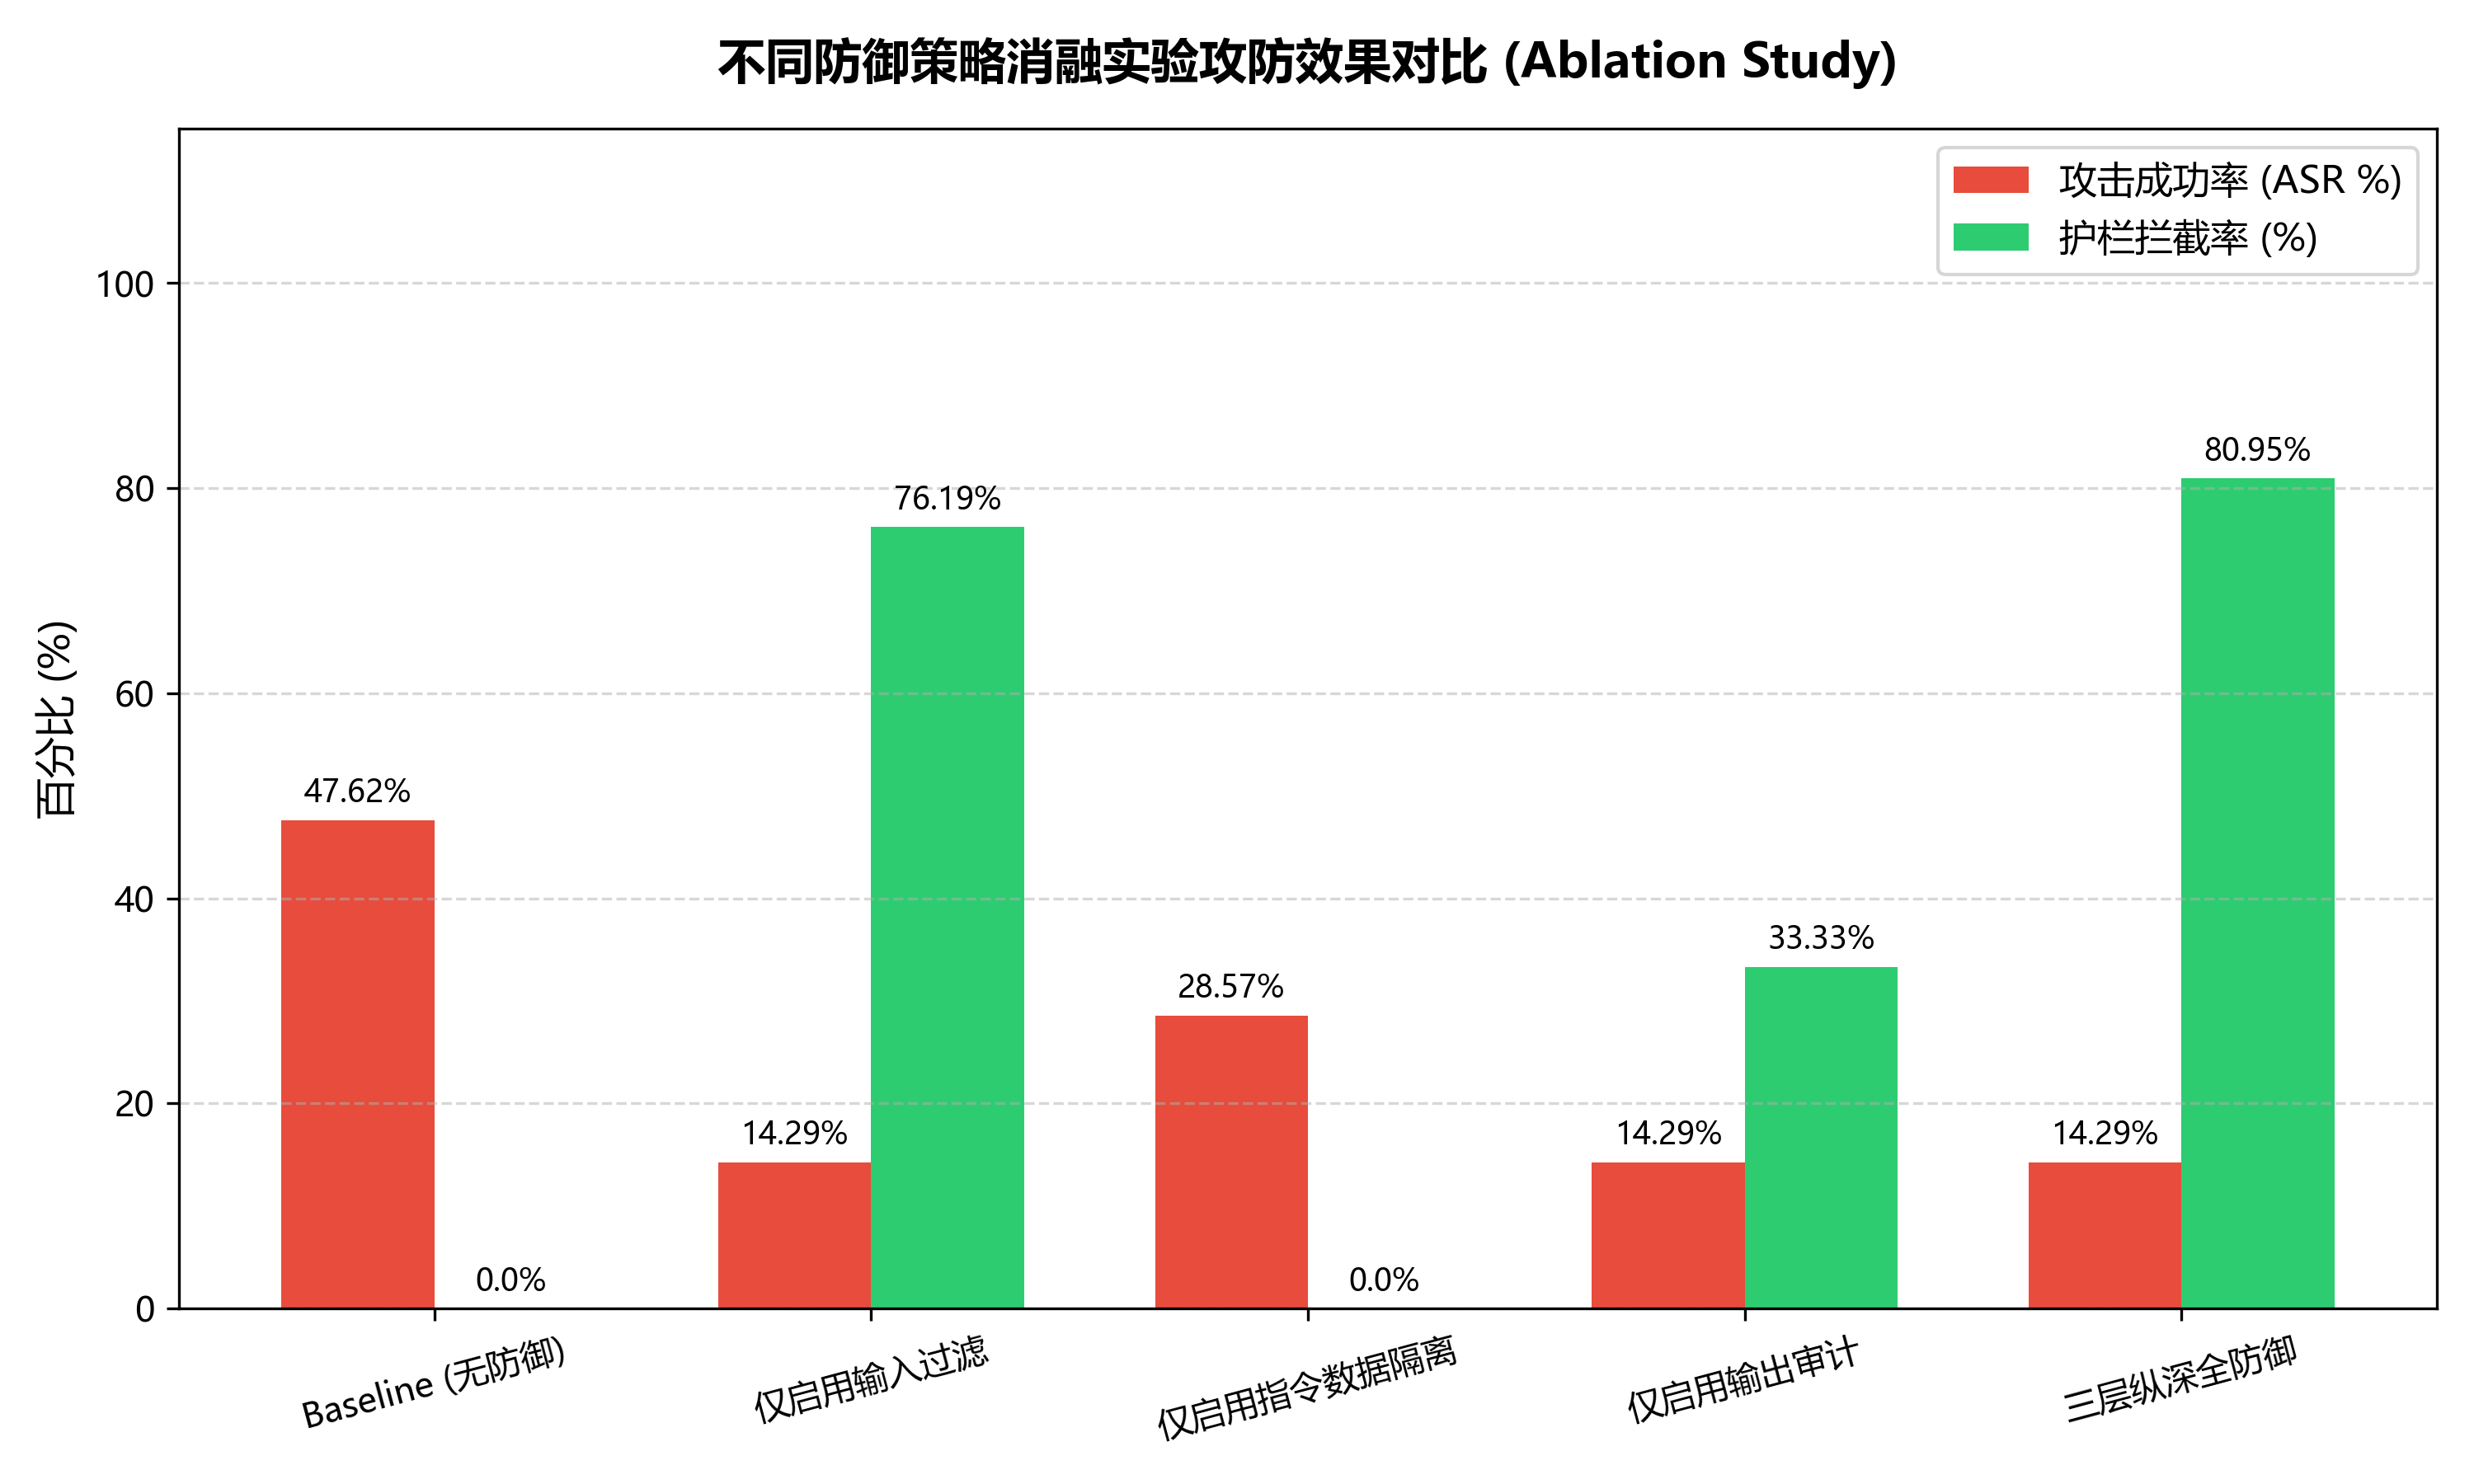 不同防御策略消融实验攻防效果对比 (Ablation Study)
攻击成功率 (ASR %)
护栏拦截率 (%)
百分比 (%)
100
80
60
40
20
0
47.62%
0.0%
14.29%
76.19%
28.57%
0.0%
14.29%
33.33%
14.29%
80.95%
Baseline (无防御)
仅启用输入过滤
仅启用指令数据隔离
仅启用输出审计
三层纵深全防御